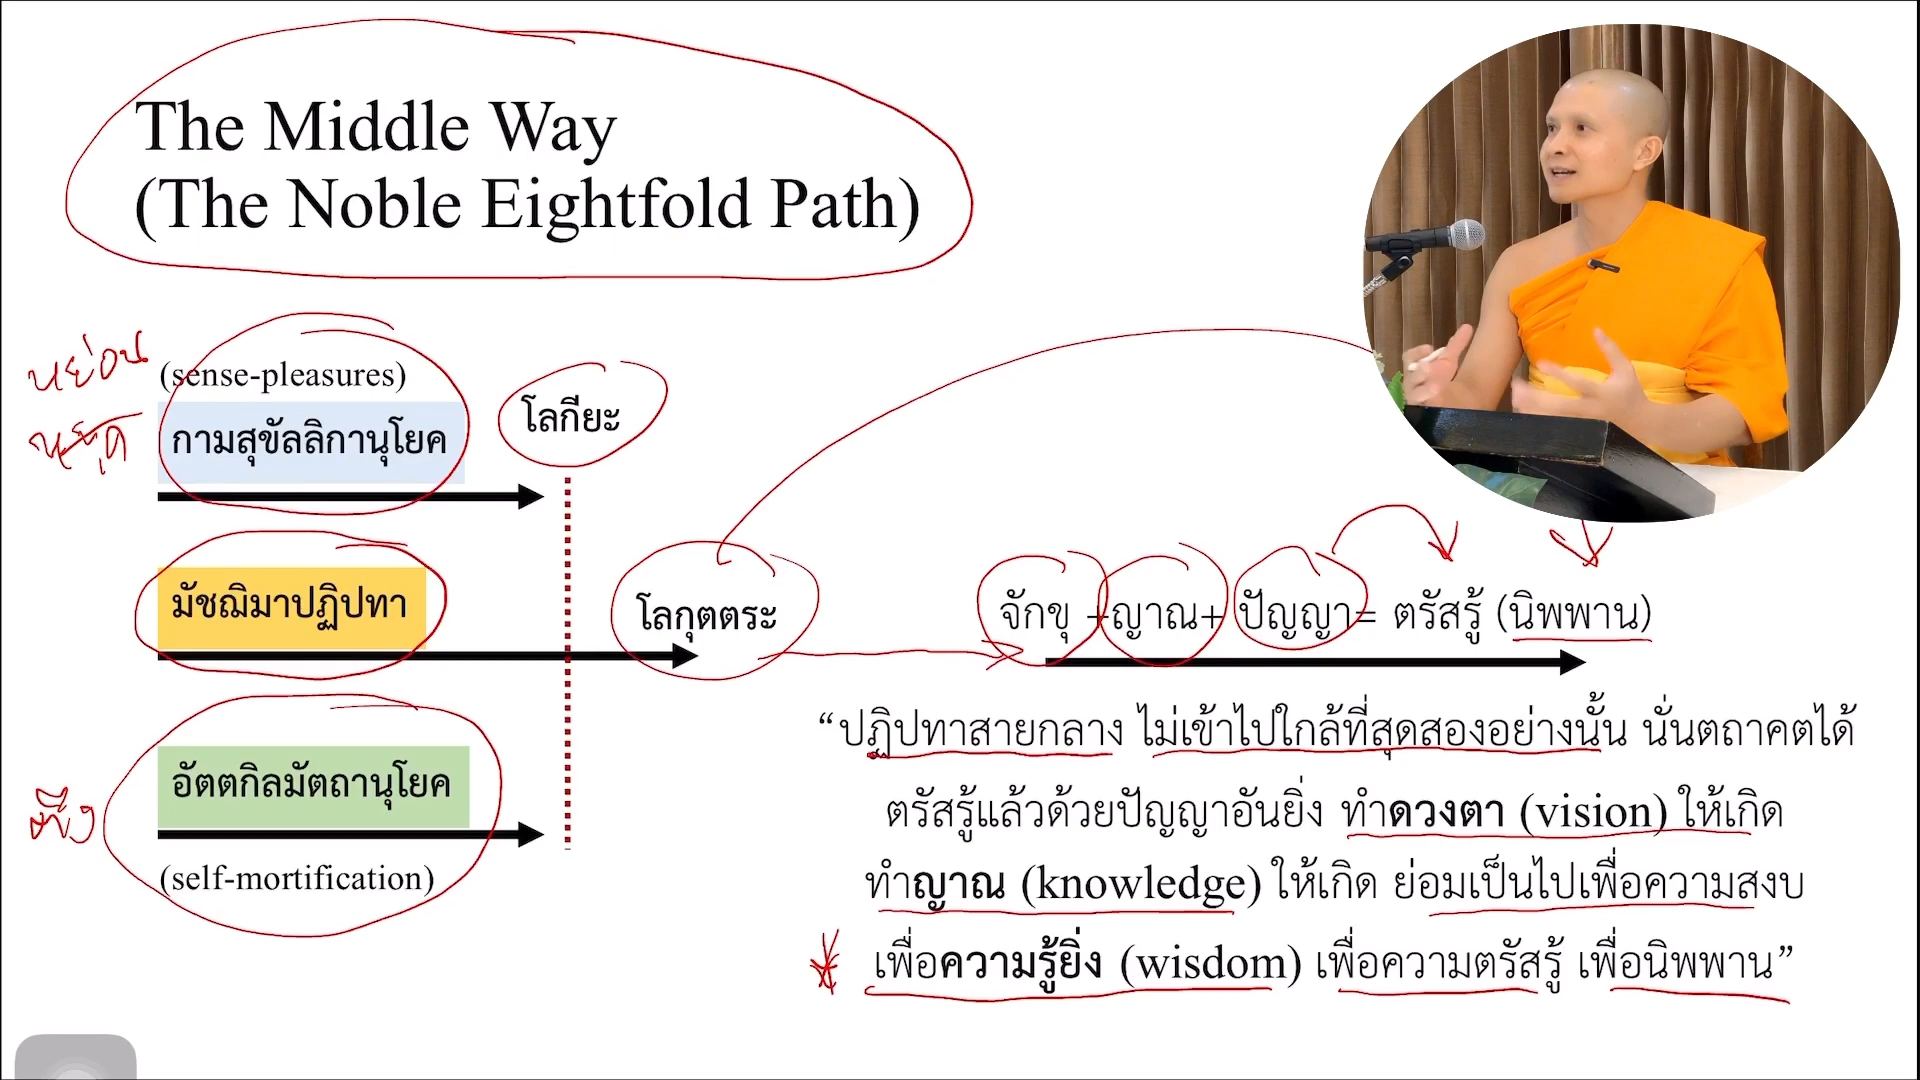 The Middle Way
(The Noble Eightfold Path)
หย่อน
(sense-pleasures)
โลกียะ
หยุด
กามสุขัลลิกานุโยค
มัชฌิมาปฏิปทา
โลกุตตระ
จักขุ +ญาณ+ ปัญญา= ตรัสรู้ (นิพพาน)
“ปฏิปทาสายกลาง ไม่เข้าไปใกล้ที่สุดสองอย่างนั้น นั่นตถาคตได้
อัตตกิลมัตถานุโยค
ตรัสรู้แล้วด้วยปัญญาอันยิ่ง ทำดวงตา (vision) ให้เกิด
ตึง
(self-mortification)
ทำญาณ (knowledge) ให้เกิด ย่อมเป็นไปเพื่อความสงบ
เพื่อความรู้ยิ่ง (wisdom) เพื่อความตรัสรู้ เพื่อนิพพาน”